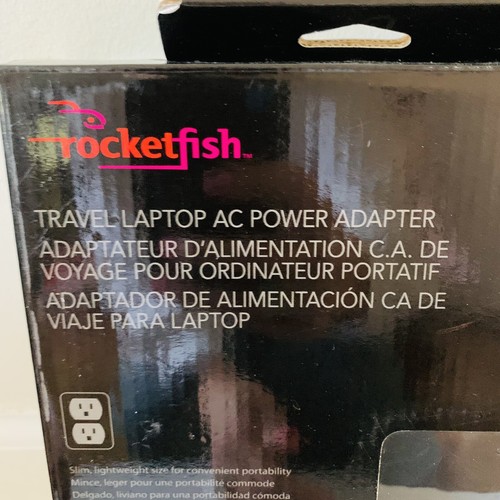 rocketfish™
TRAVEL LAPTOP AC POWER ADAPTER
ADAPTATEUR D'ALIMENTATION C.A. DE
VOYAGE POUR ORDINATEUR PORTATIF
ADAPTADOR DE ALIMENTACIÓN CA DE
VIAJE PARA LAPTOP
Slim, lightweight size for convenient portability
Mince, léger pour une portabilité commode
Delgado, liviano para una portabilidad cómoda